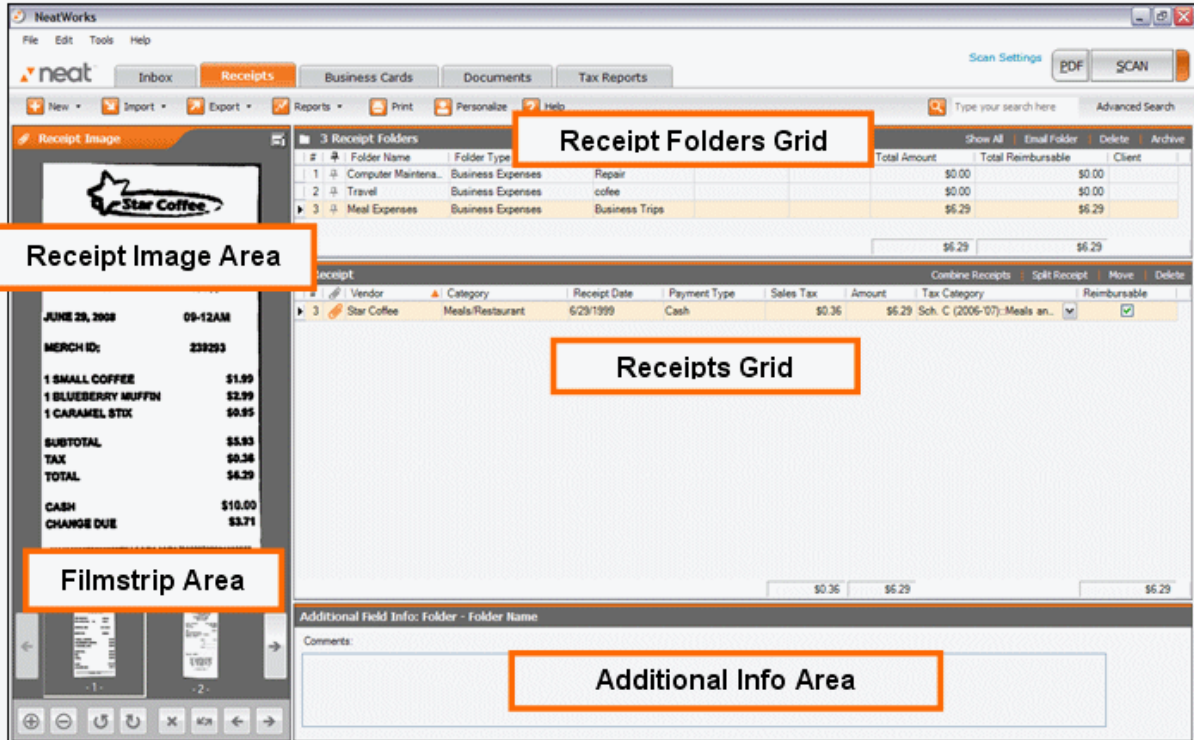 NeatWorks
File Edit Tools Help
neat Inbox Receipts Business Cards Documents Tax Reports Scan Settings PDF SCAN
New Import Export Reports Print Personalize Help Type your search here Advanced Search
Receipt Image
3 Receipt Folders Show All Email Folder Delete Archive
Receipt Folders Grid
# Folder Name Folder Type Total Amount Total Reimbursable Client
1 Computer Maintena... Business Expenses Repair $0.00 $0.00
2 Travel Business Expenses cofee $0.00 $0.00
3 Meal Expenses Business Expenses Business Trips $6.29 $6.29
$6.29 $6.29
Star Coffee
Receipt Image Area
Receipt Combine Receipts Split Receipt Move Delete
# Vendor Category Receipt Date Payment Type Sales Tax Amount Tax Category Reimbursable
3 Star Coffee Meals/Restaurant 6/29/1999 Cash $0.36 $6.29 Sch. C (2006-'07)::Meals an...
Receipts Grid
$0.36 $6.29 $6.29
JUNE 29, 2008 09-12AM
MERCH ID: 239293
1 SMALL COFFEE $1.99
1 BLUEBERRY MUFFIN $2.99
1 CARAMEL STIX $0.95
SUBTOTAL $5.93
TAX $0.36
TOTAL $6.29
CASH $10.00
CHANGE DUE $3.71
Filmstrip Area
-1- -2-
Additional Field Info: Folder - Folder Name
Comments:
Additional Info Area